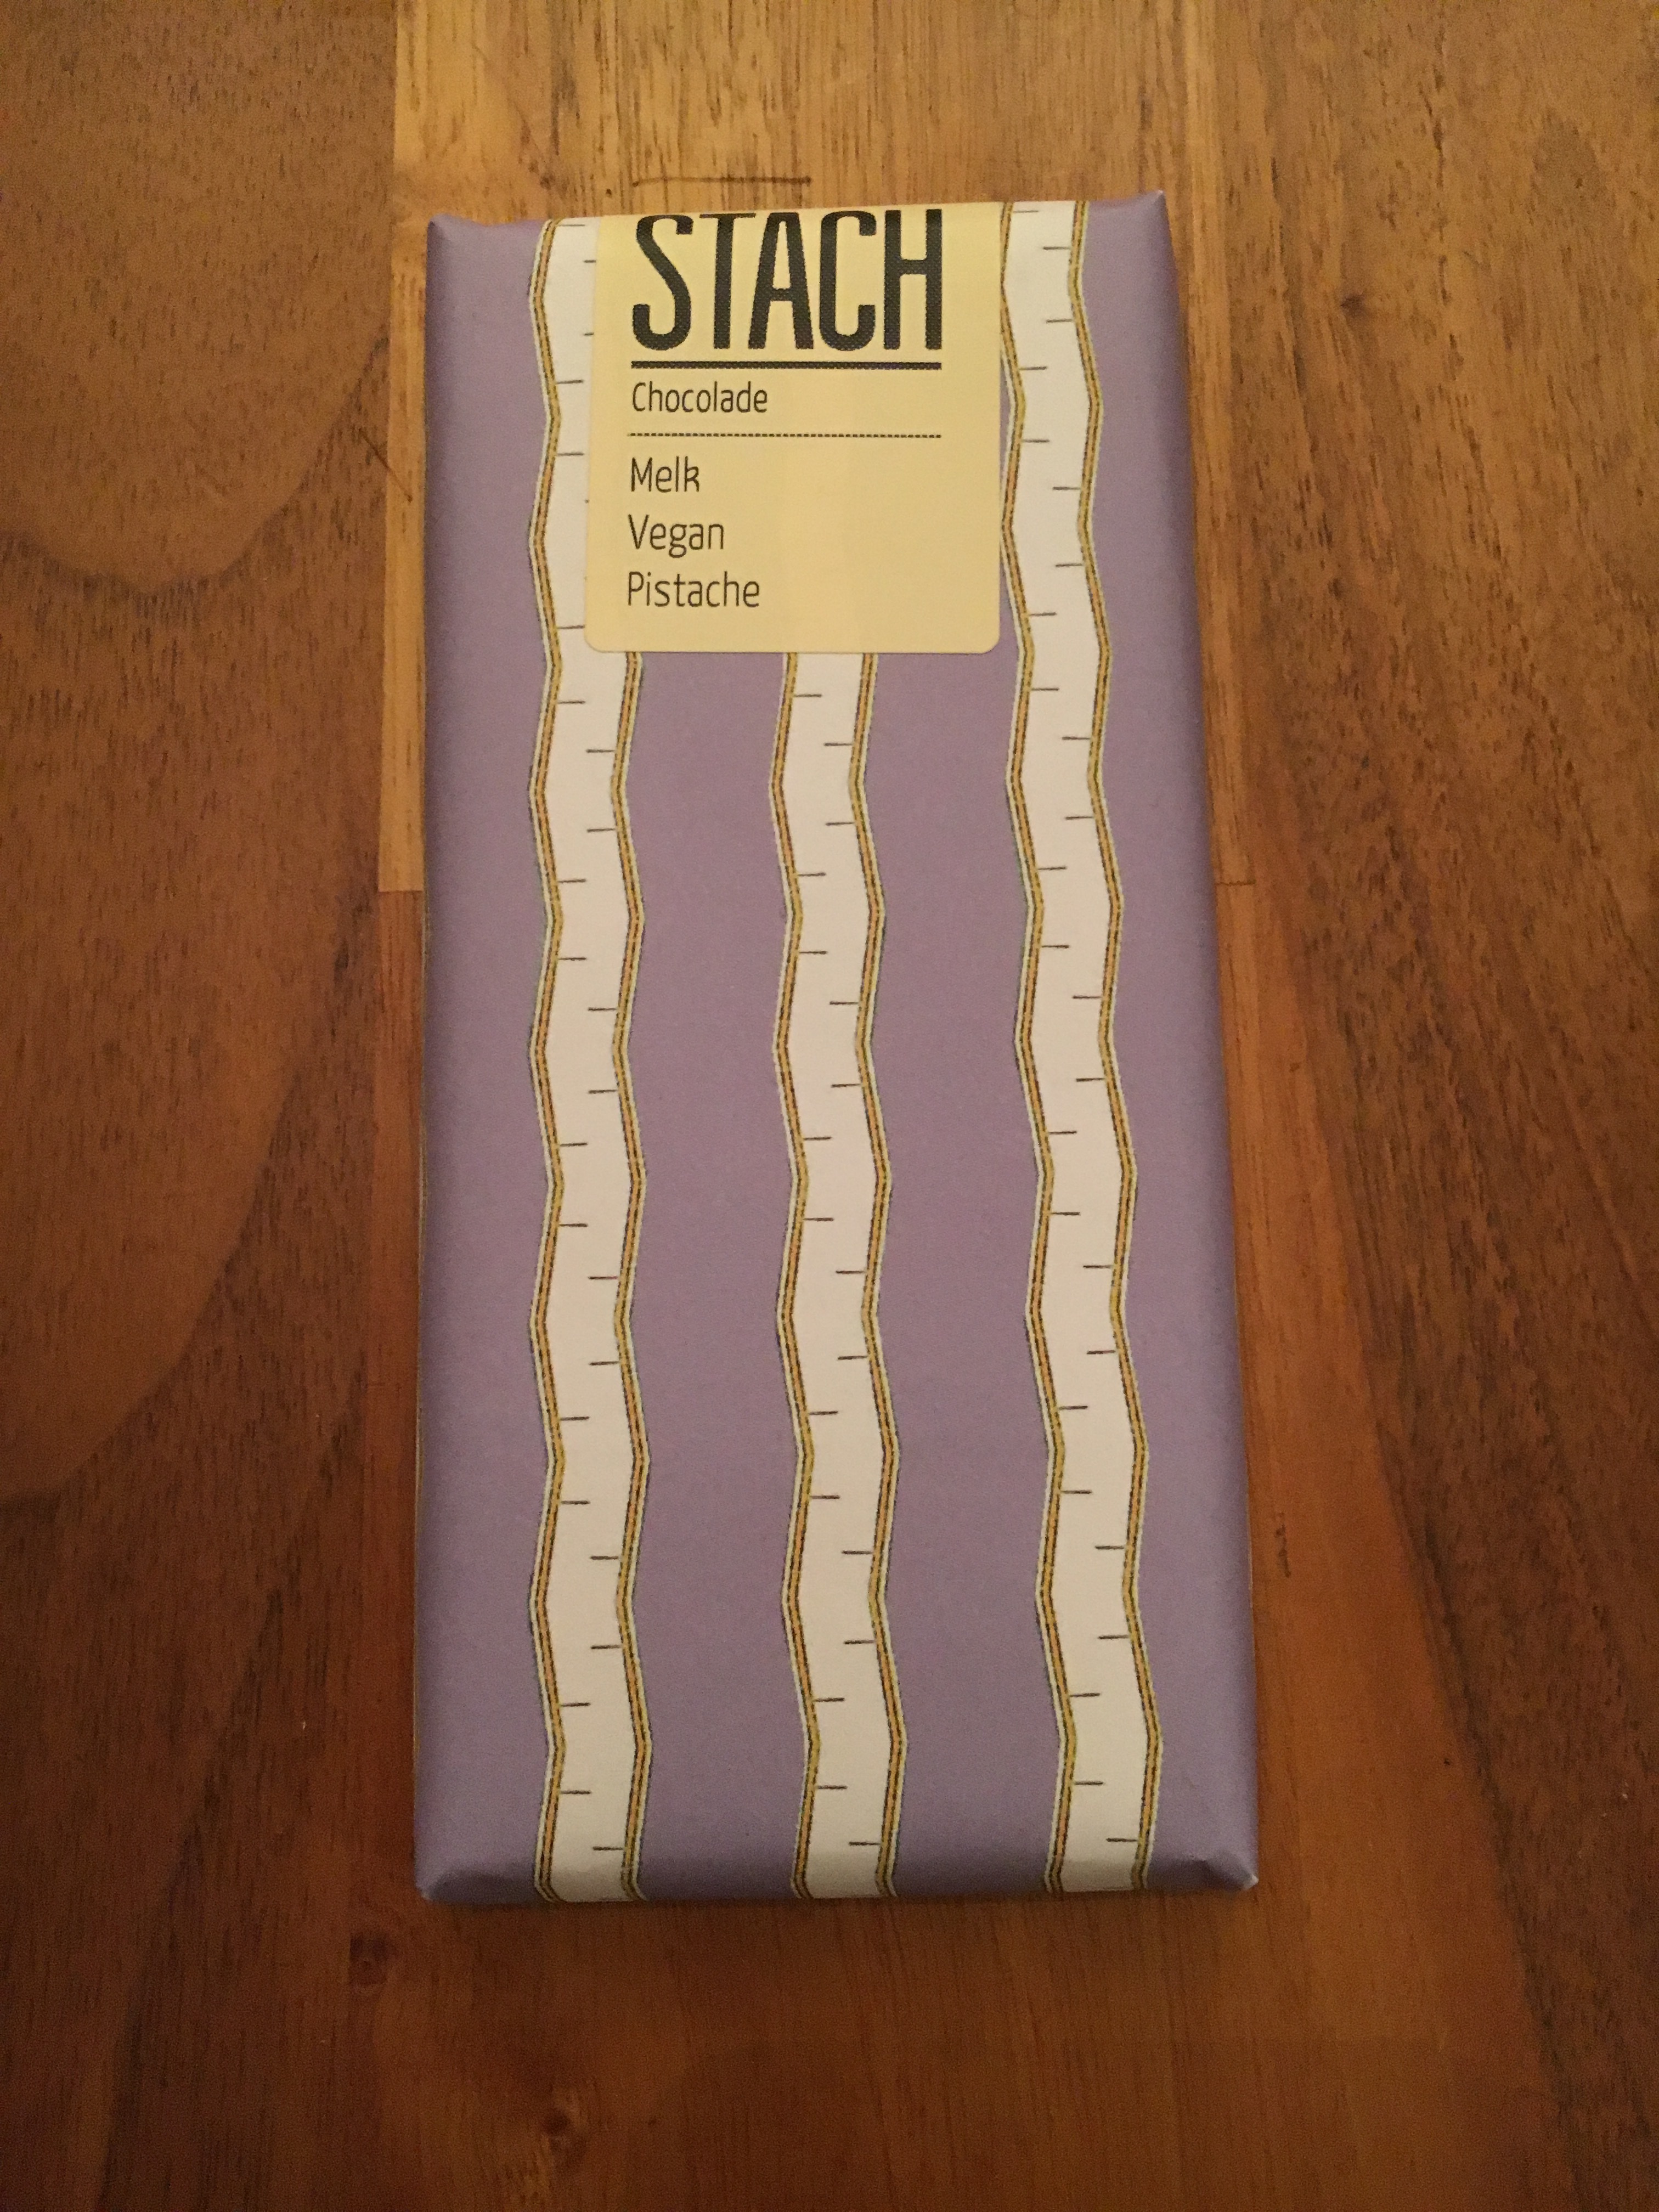 STACH
Chocolade
Melk
Vegan
Pistache